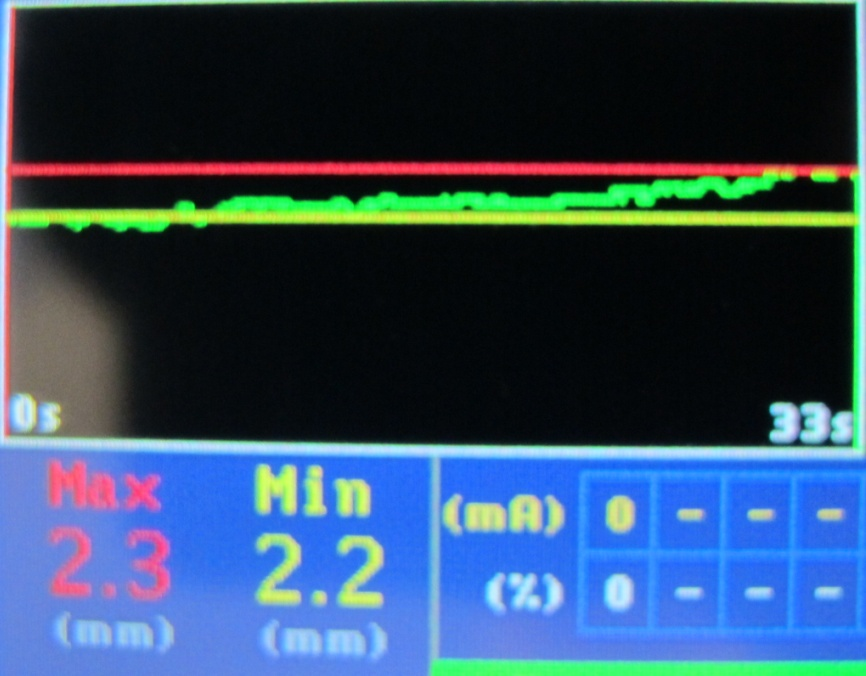 0s 33s
Max Min
2.3 2.2
(mm) (mm)
(mA) 0 - - -
(%) 0 - - -